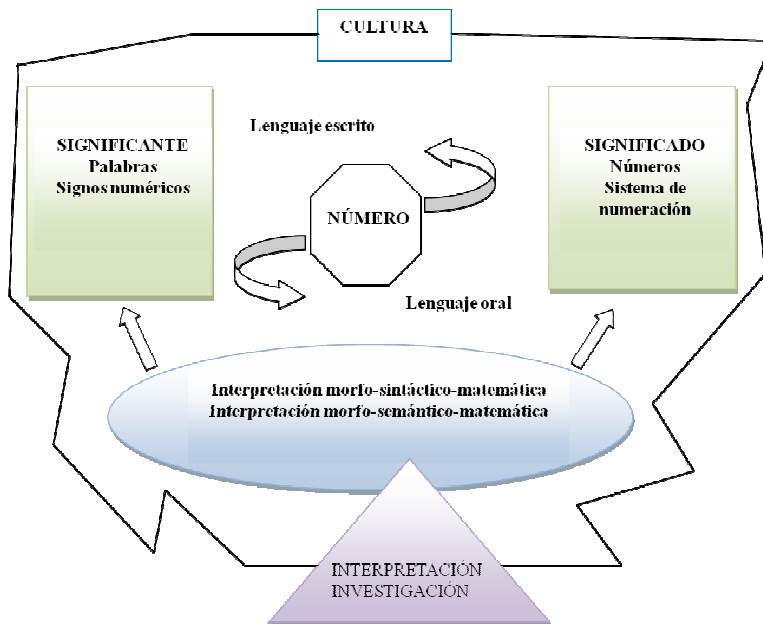 CULTURA
Lenguaje escrito
SIGNIFICANTE
Palabras
Signos numéricos
SIGNIFICADO
Números
Sistema de
numeración
NÚMERO
Lenguaje oral
Interpretación morfo-sintáctico-matemática
Interpretación morfo-semántico-matemática
INTERPRETACIÓN
INVESTIGACIÓN